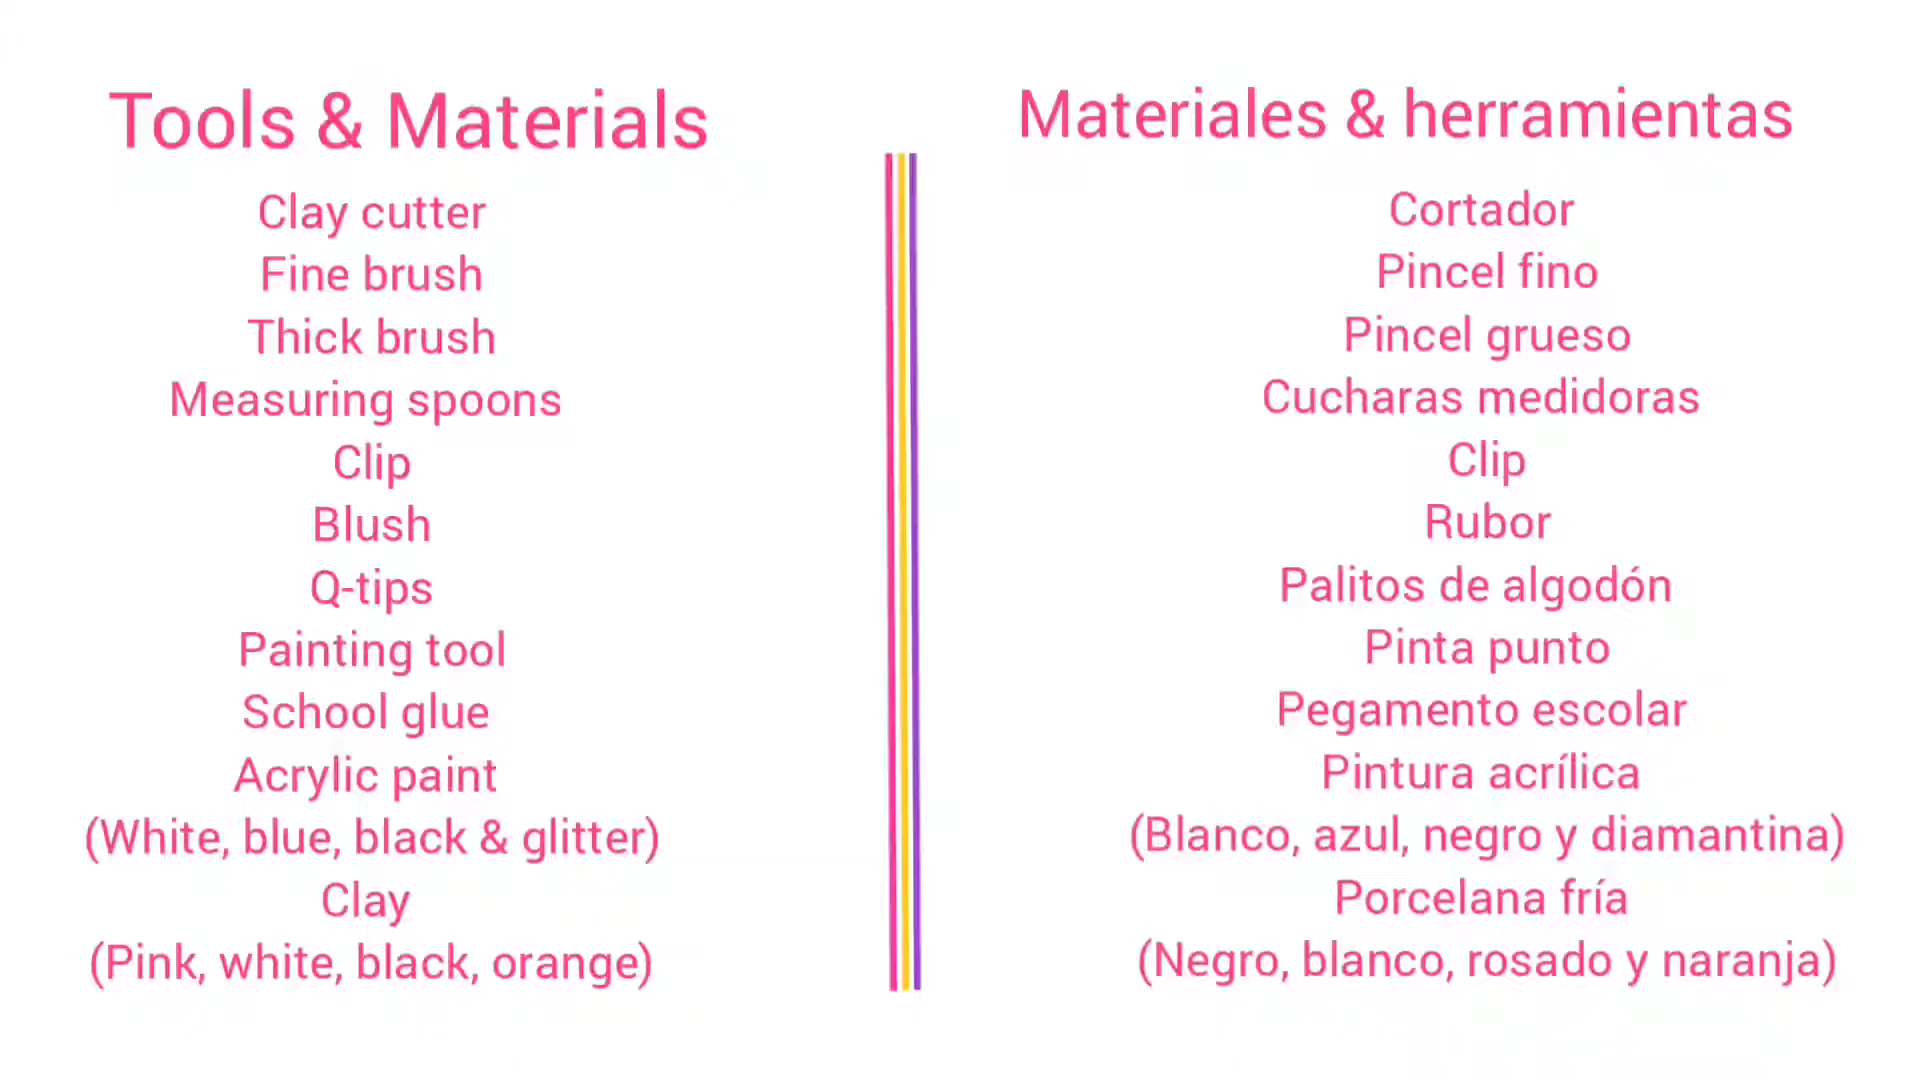 Tools & Materials
Clay cutter
Fine brush
Thick brush
Measuring spoons
Clip
Blush
Q-tips
Painting tool
School glue
Acrylic paint
(White, blue, black & glitter)
Clay
(Pink, white, black, orange)
Materiales & herramientas
Cortador
Pincel fino
Pincel grueso
Cucharas medidoras
Clip
Rubor
Palitos de algodón
Pinta punto
Pegamento escolar
Pintura acrílica
(Blanco, azul, negro y diamantina)
Porcelana fría
(Negro, blanco, rosado y naranja)